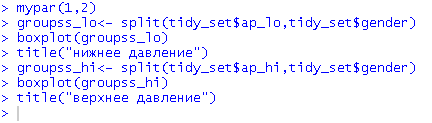 > mypar(1,2)
> groupss_lo<- split(tidy_set$ap_lo,tidy_set$gender)
> boxplot(groupss_lo)
> title("нижнее давление")
> groupss_hi<- split(tidy_set$ap_hi,tidy_set$gender)
> boxplot(groupss_hi)
> title("верхнее давление")
>